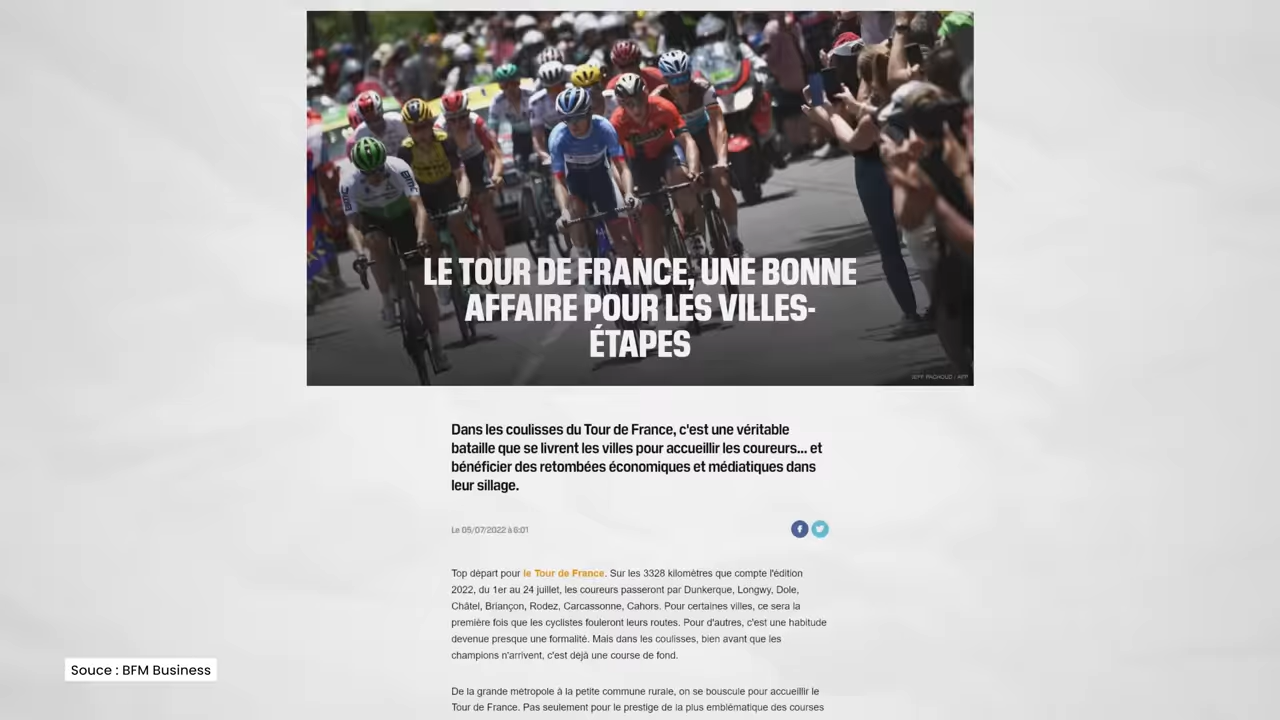 LE TOUR DE FRANCE, UNE BONNE
AFFAIRE POUR LES VILLES-
ÉTAPES
JEFF PACHOUD - AFP
Dans les coulisses du Tour de France, c'est une véritable
bataille que se livrent les villes pour accueillir les coureurs... et
bénéficier des retombées économiques et médiatiques dans
leur sillage.
Le 05/07/2022 à 6:01
Top départ pour le Tour de France. Sur les 3328 kilomètres que compte l'édition
2022, du 1er au 24 juillet, les coureurs passeront par Dunkerque, Longwy, Dole,
Châtel, Briançon, Rodez, Carcassonne, Cahors. Pour certaines villes, ce sera la
première fois que les cyclistes fouleront leurs routes. Pour d'autres, c'est une habitude
devenue presque une formalité. Mais dans les coulisses, bien avant que les
champions n'arrivent, c'est déjà une course de fond.
Souce : BFM Business
De la grande métropole à la petite commune rurale, on se bouscule pour accueillir le
Tour de France. Pas seulement pour le prestige de la plus emblématique des courses